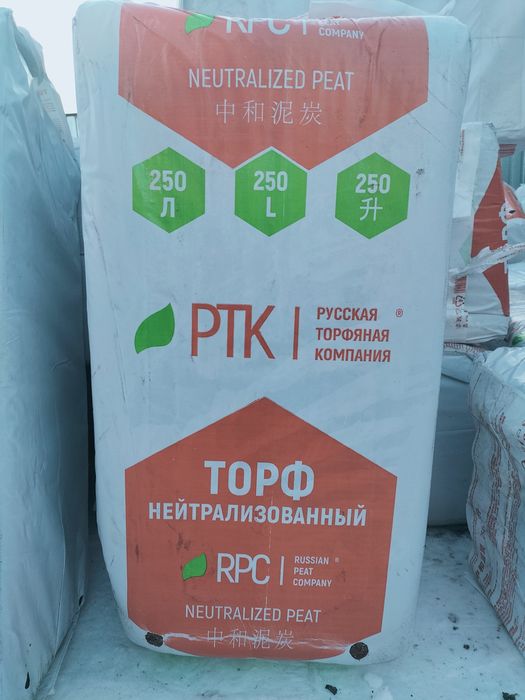 RPC
COMPANY
NEUTRALIZED PEAT
中和泥炭
250
Л
250
L
250
升
РТК
РУССКАЯ ®
ТОРФЯНАЯ
КОМПАНИЯ
ТОРФ
НЕЙТРАЛИЗОВАННЫЙ
RPC
RUSSIAN ®
PEAT
COMPANY
NEUTRALIZED PEAT
中和泥炭